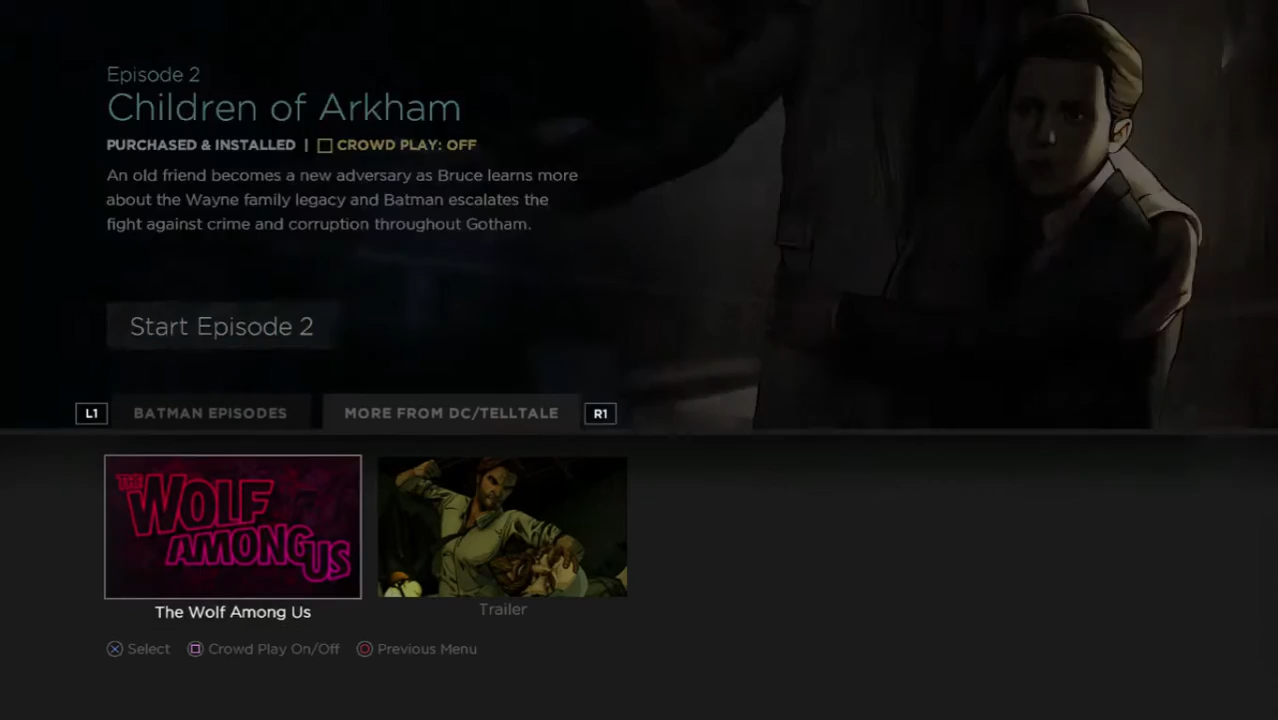 Episode 2
Children of Arkham
PURCHASED & INSTALLED | CROWD PLAY: OFF
An old friend becomes a new adversary as Bruce learns more
about the Wayne family legacy and Batman escalates the
fight against crime and corruption throughout Gotham.
Start Episode 2
L1 BATMAN EPISODES MORE FROM DC/TELLTALE R1
THE
WOLF
AMONG
US
The Wolf Among Us
Trailer
Select Crowd Play On/Off Previous Menu